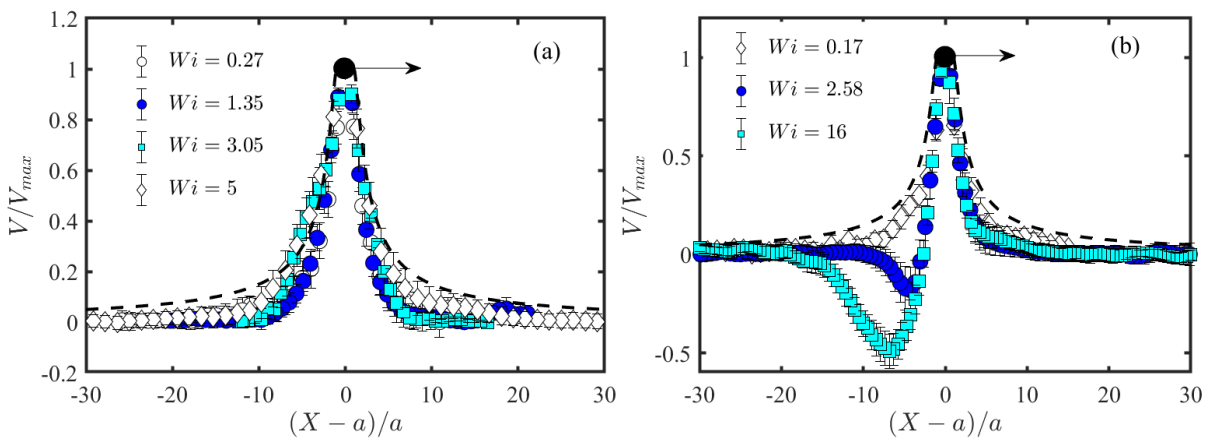 1.2
1
0.8
0.6
0.4
0.2
0
-0.2
V/V_max
Wi = 0.27
Wi = 1.35
Wi = 3.05
Wi = 5
(a)
-30 -20 -10 0 10 20 30
(X − a)/a
1
0.5
0
-0.5
V/V_max
Wi = 0.17
Wi = 2.58
Wi = 16
(b)
-30 -20 -10 0 10 20 30
(X − a)/a